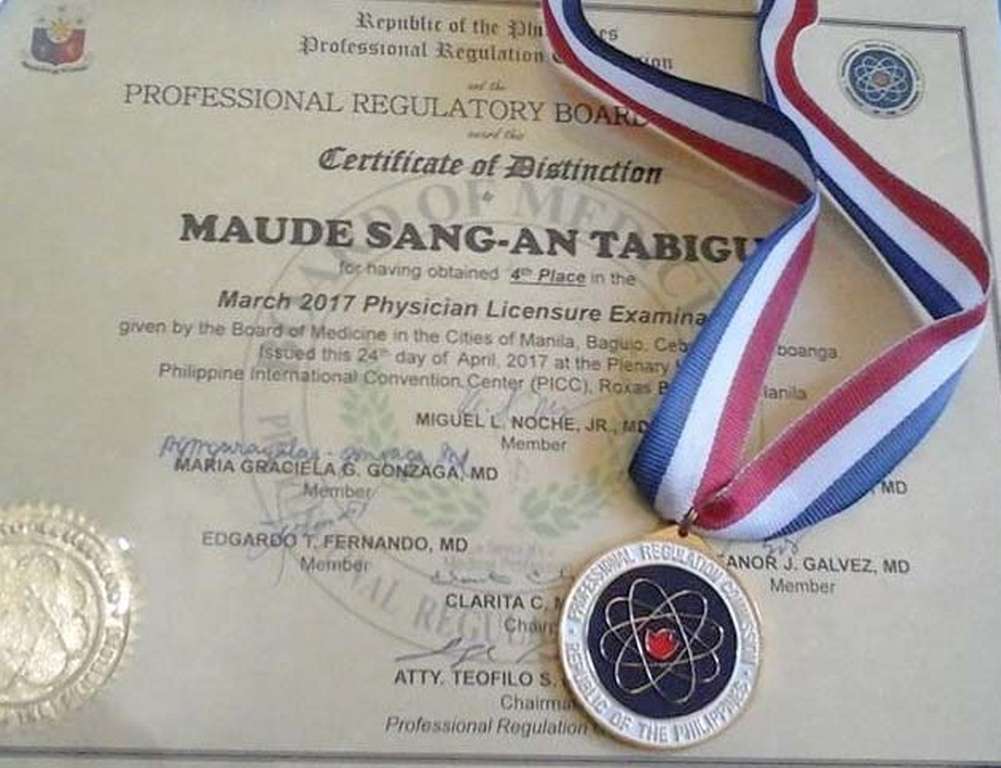 Republic of the
Professional Regulation
and the
PROFESSIONAL REGULATORY BOARD
award this
Certificate of Distinction
to
MAUDE SANG-AN TABIGU
for having obtained 4th Place in the
March 2017 Physician Licensure Examina
given by the Board of Medicine in the Cities of Manila, Baguio, Ceb boanga.
Issued this 24th day of April, 2017 at the Plenary
Philippine International Convention Center (PICC), Roxas B anila
MIGUEL L. NOCHE, JR., MD
Member
MARIA GRACIELA G. GONZAGA, MD
Member
MD
EDGARDO T. FERNANDO, MD
Member
ANOR J. GALVEZ, MD
Member
CLARITA C.
Chair
ATTY. TEOFILO S.
Chairma
Professional Regulation
PROFESSIONAL REGULATION COMMISSION
REPUBLIC OF THE PHILIPPINES